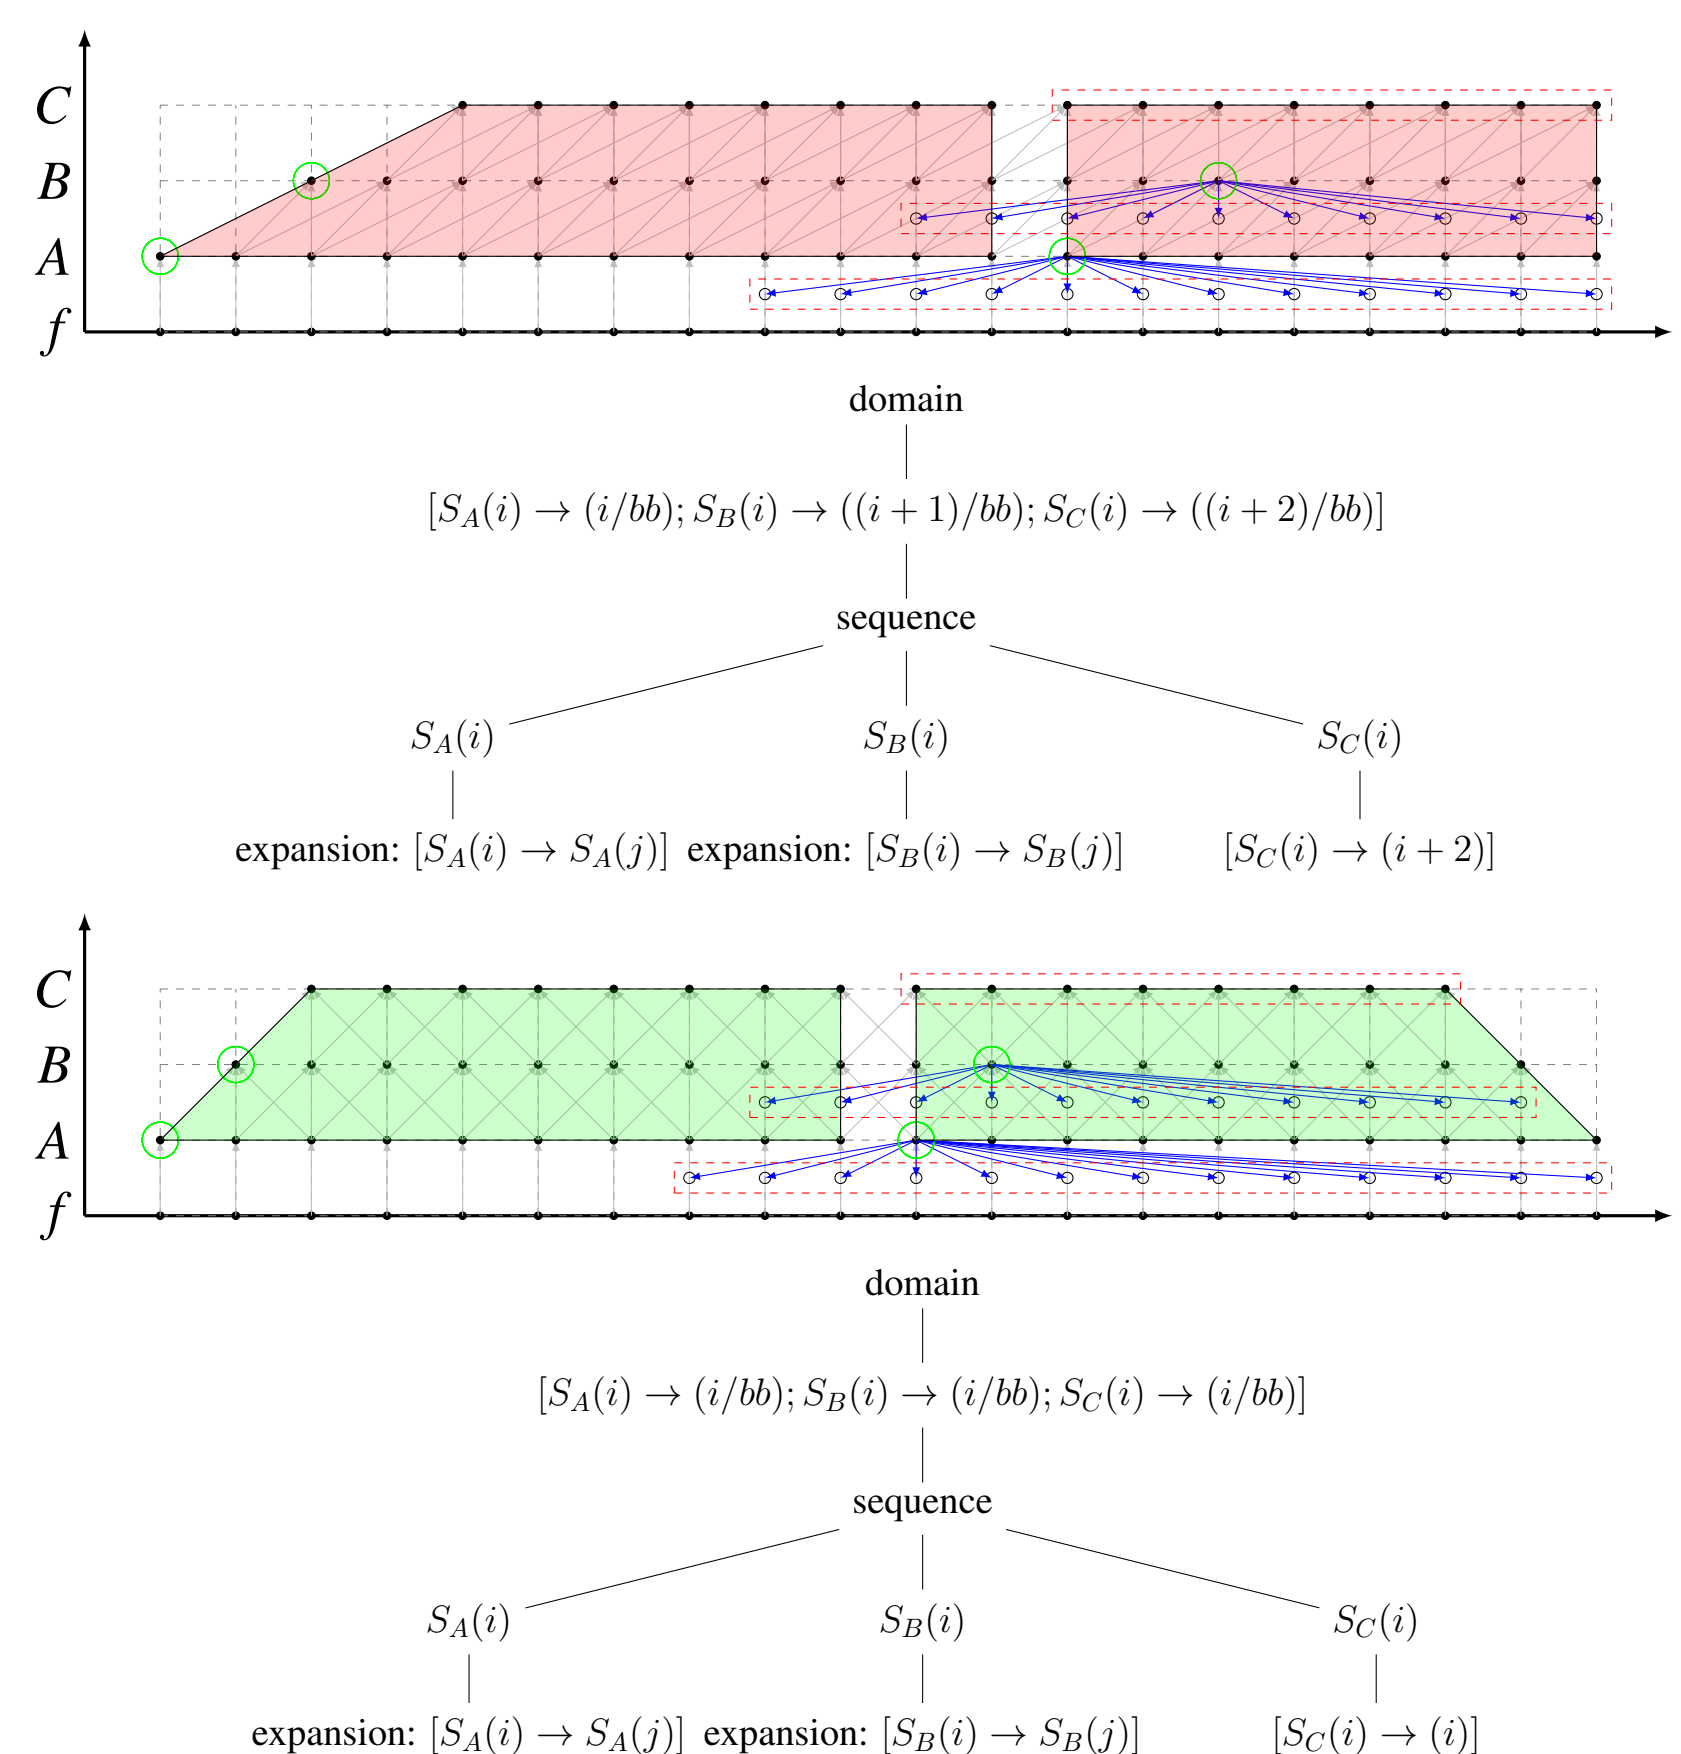 C
B
A
f
domain
[S_A(i) → (i/bb); S_B(i) → ((i + 1)/bb); S_C(i) → ((i + 2)/bb)]
sequence
S_A(i) S_B(i) S_C(i)
expansion: [S_A(i) → S_A(j)] expansion: [S_B(i) → S_B(j)] [S_C(i) → (i + 2)]
C
B
A
f
domain
[S_A(i) → (i/bb); S_B(i) → (i/bb); S_C(i) → (i/bb)]
sequence
S_A(i) S_B(i) S_C(i)
expansion: [S_A(i) → S_A(j)] expansion: [S_B(i) → S_B(j)] [S_C(i) → (i)]